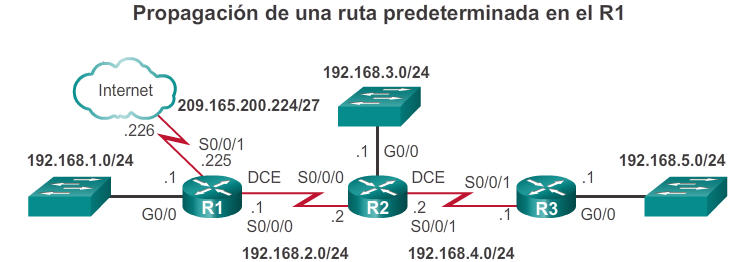 Propagación de una ruta predeterminada en el R1
192.168.3.0/24
Internet
209.165.200.224/27
.226
S0/0/1
.225
.1
G0/0
192.168.1.0/24
192.168.5.0/24
.1
DCE
S0/0/0
DCE
S0/0/1
.1
R1
R2
R3
G0/0
.1
S0/0/0
.2
.2
S0/0/1
.1
G0/0
192.168.2.0/24
192.168.4.0/24